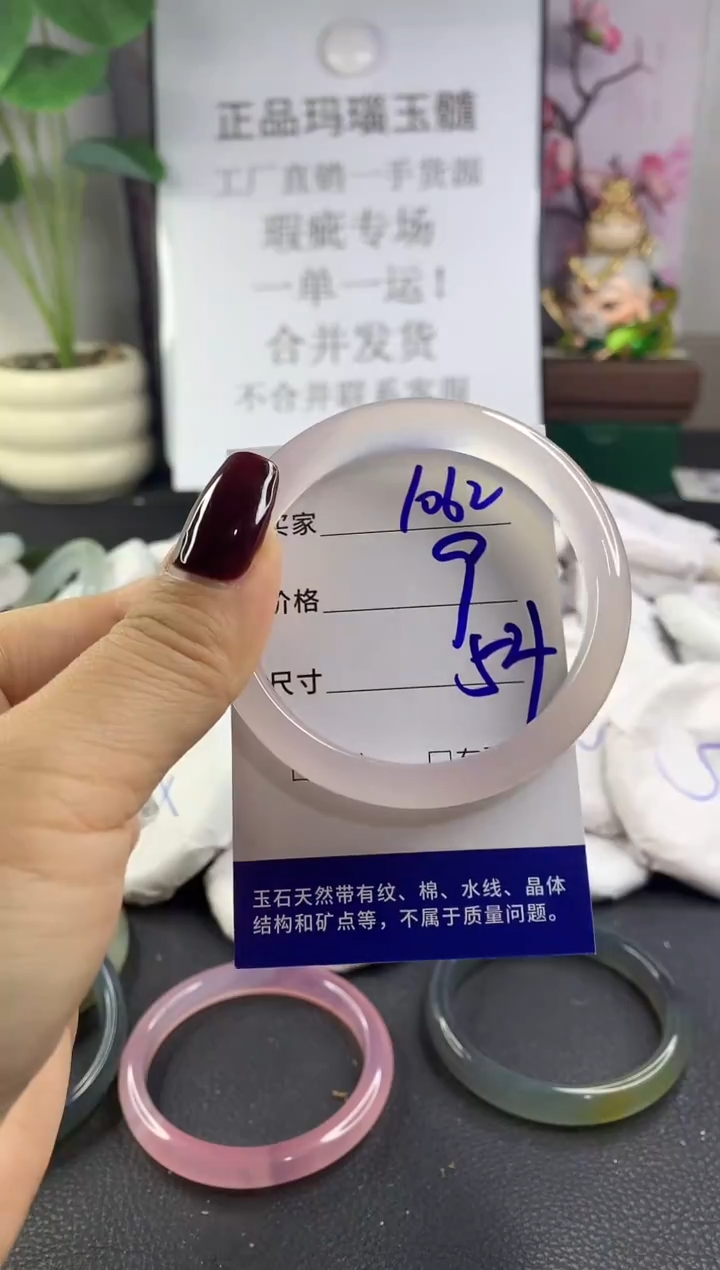 正品玛瑙玉髓
工厂直销一手货源
瑕疵专场
一单一运！
合并发货
不合并联系客服
买家 1062
价格 9
尺寸 54
玉石天然带有纹、棉、水线、晶体
结构和矿点等，不属于质量问题。